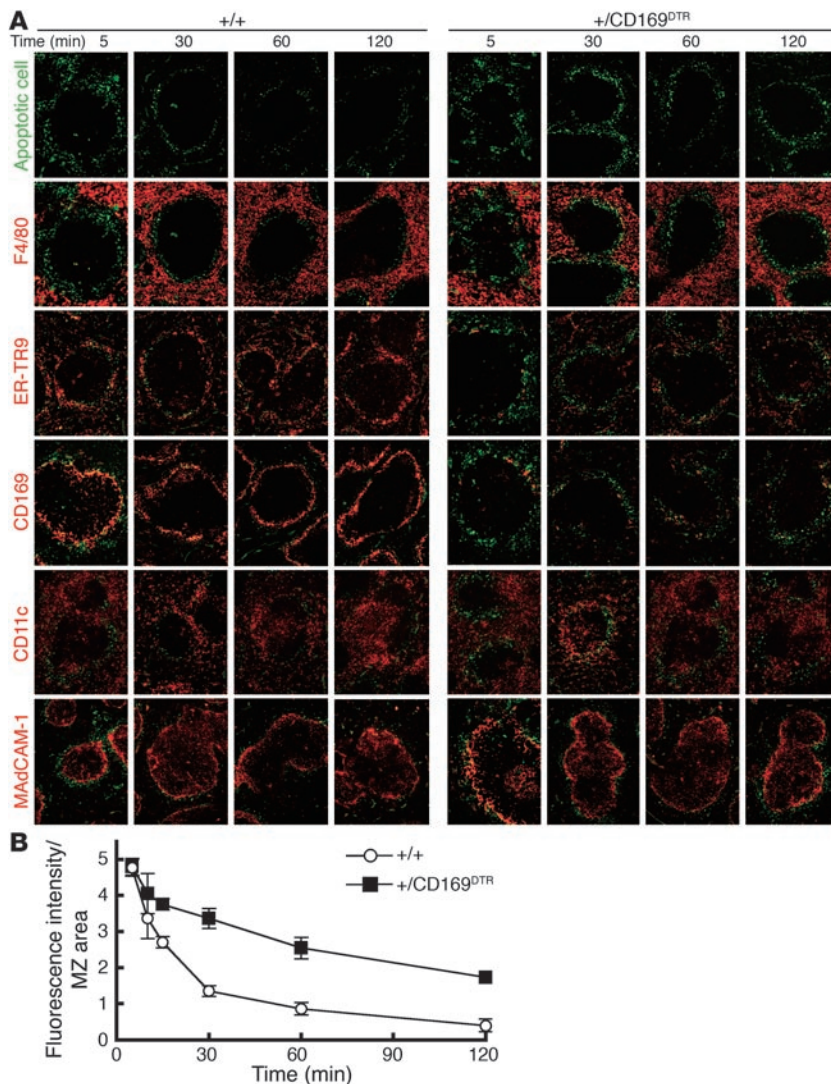 A
+/+ +/CD169DTR
Time (min) 5 30 60 120 5 30 60 120
Apoptotic cell
F4/80
ER-TR9
CD169
CD11c
MAdCAM-1
B
+/+
+/CD169DTR
Fluorescence intensity/
MZ area
5
4
3
2
1
0
0 30 60 90 120
Time (min)